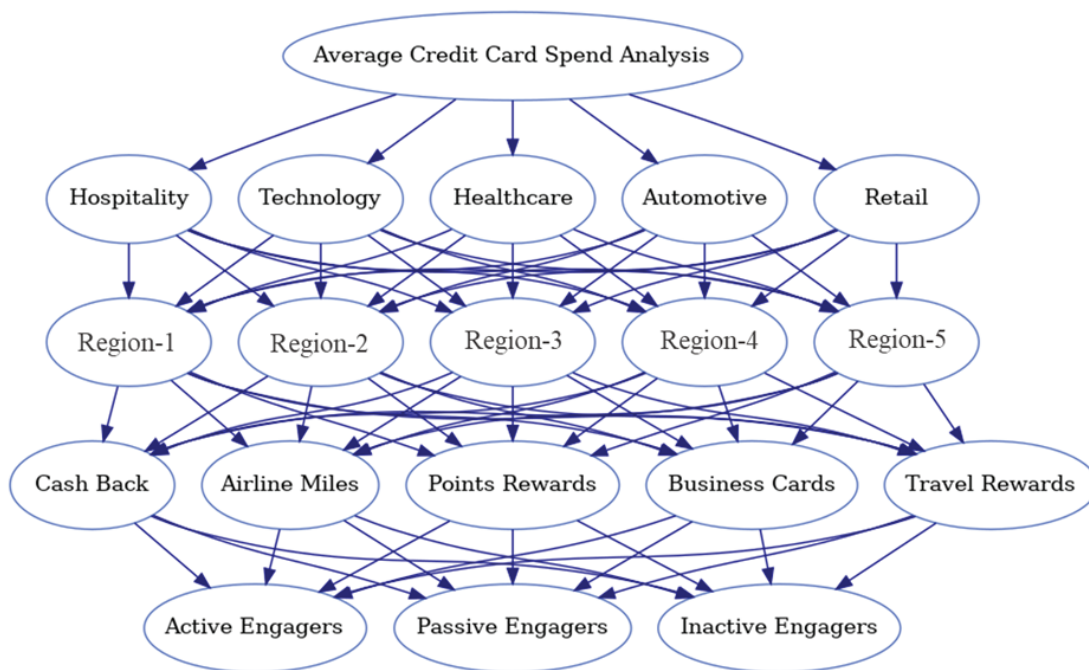 Average Credit Card Spend Analysis
Hospitality
Technology
Healthcare
Automotive
Retail
Region-1
Region-2
Region-3
Region-4
Region-5
Cash Back
Airline Miles
Points Rewards
Business Cards
Travel Rewards
Active Engagers
Passive Engagers
Inactive Engagers